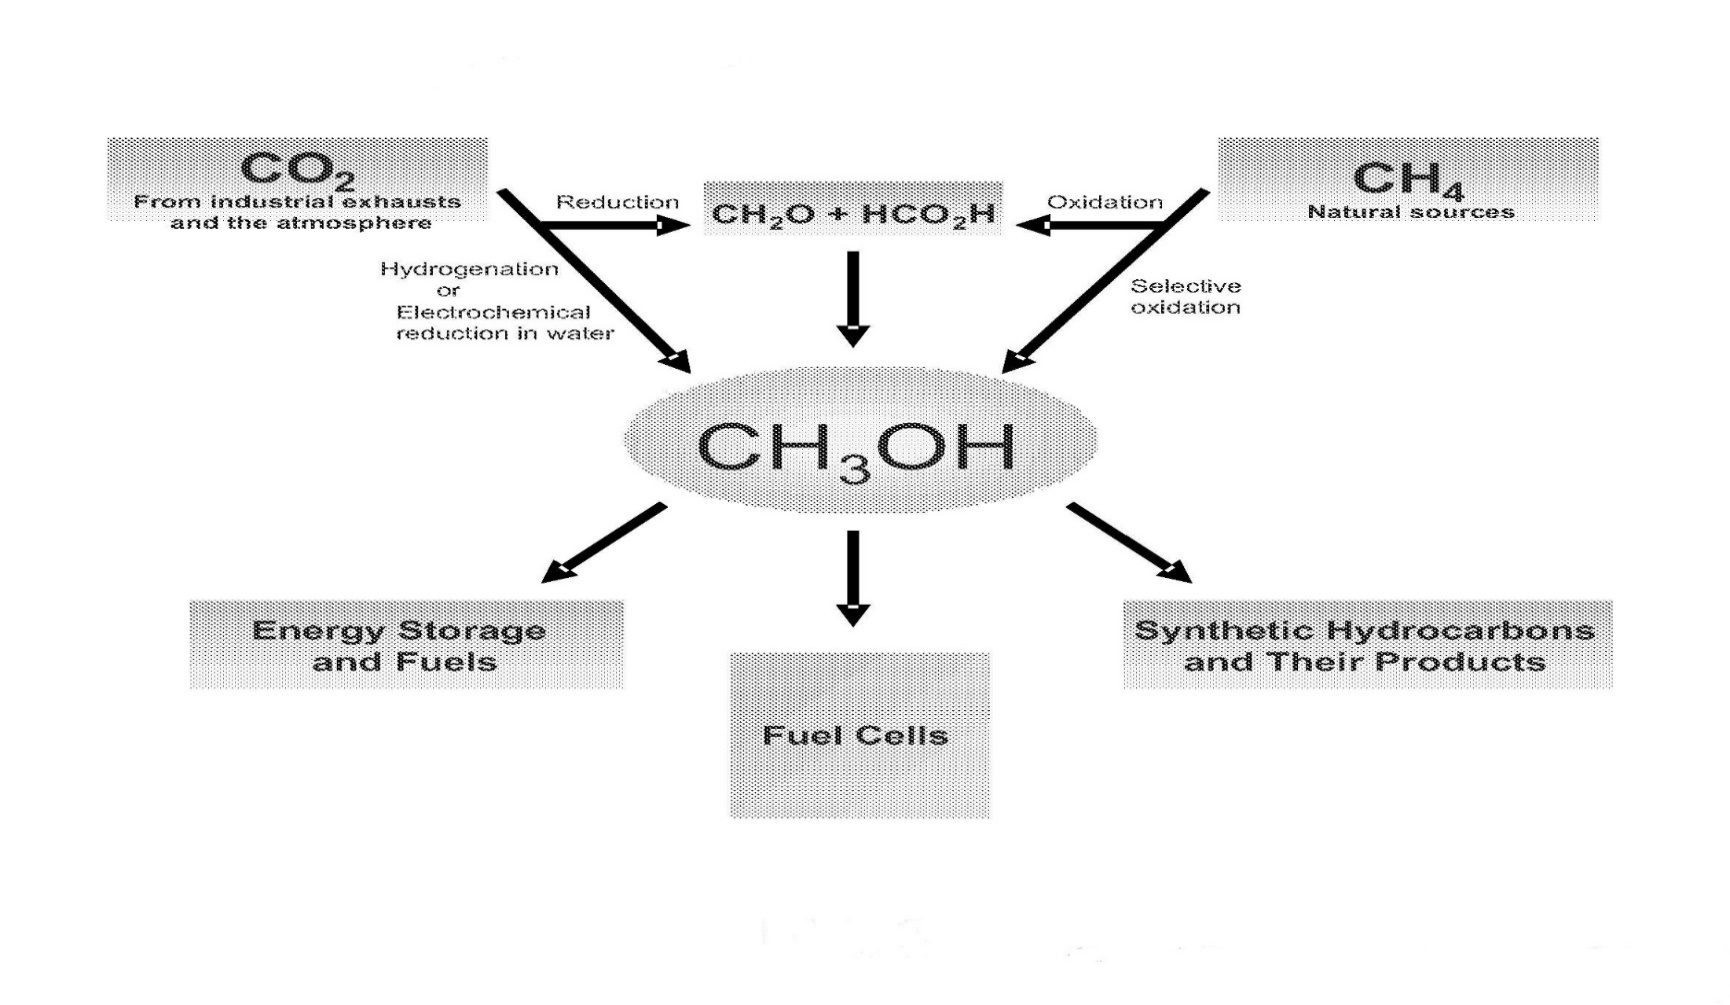 CO₂
From industrial exhausts
and the atmosphere
Reduction
CH₂O + HCO₂H
Oxidation
CH₄
Natural sources
Hydrogenation
or
Electrochemical
reduction in water
Selective
oxidation
CH₃OH
Energy Storage
and Fuels
Fuel Cells
Synthetic Hydrocarbons
and Their Products